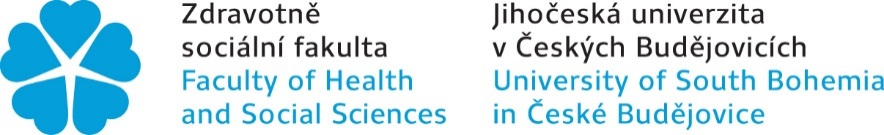 Zdravotně
sociální fakulta
Faculty of Health
and Social Sciences
Jihočeská univerzita
v Českých Budějovicích
University of South Bohemia
in České Budějovice